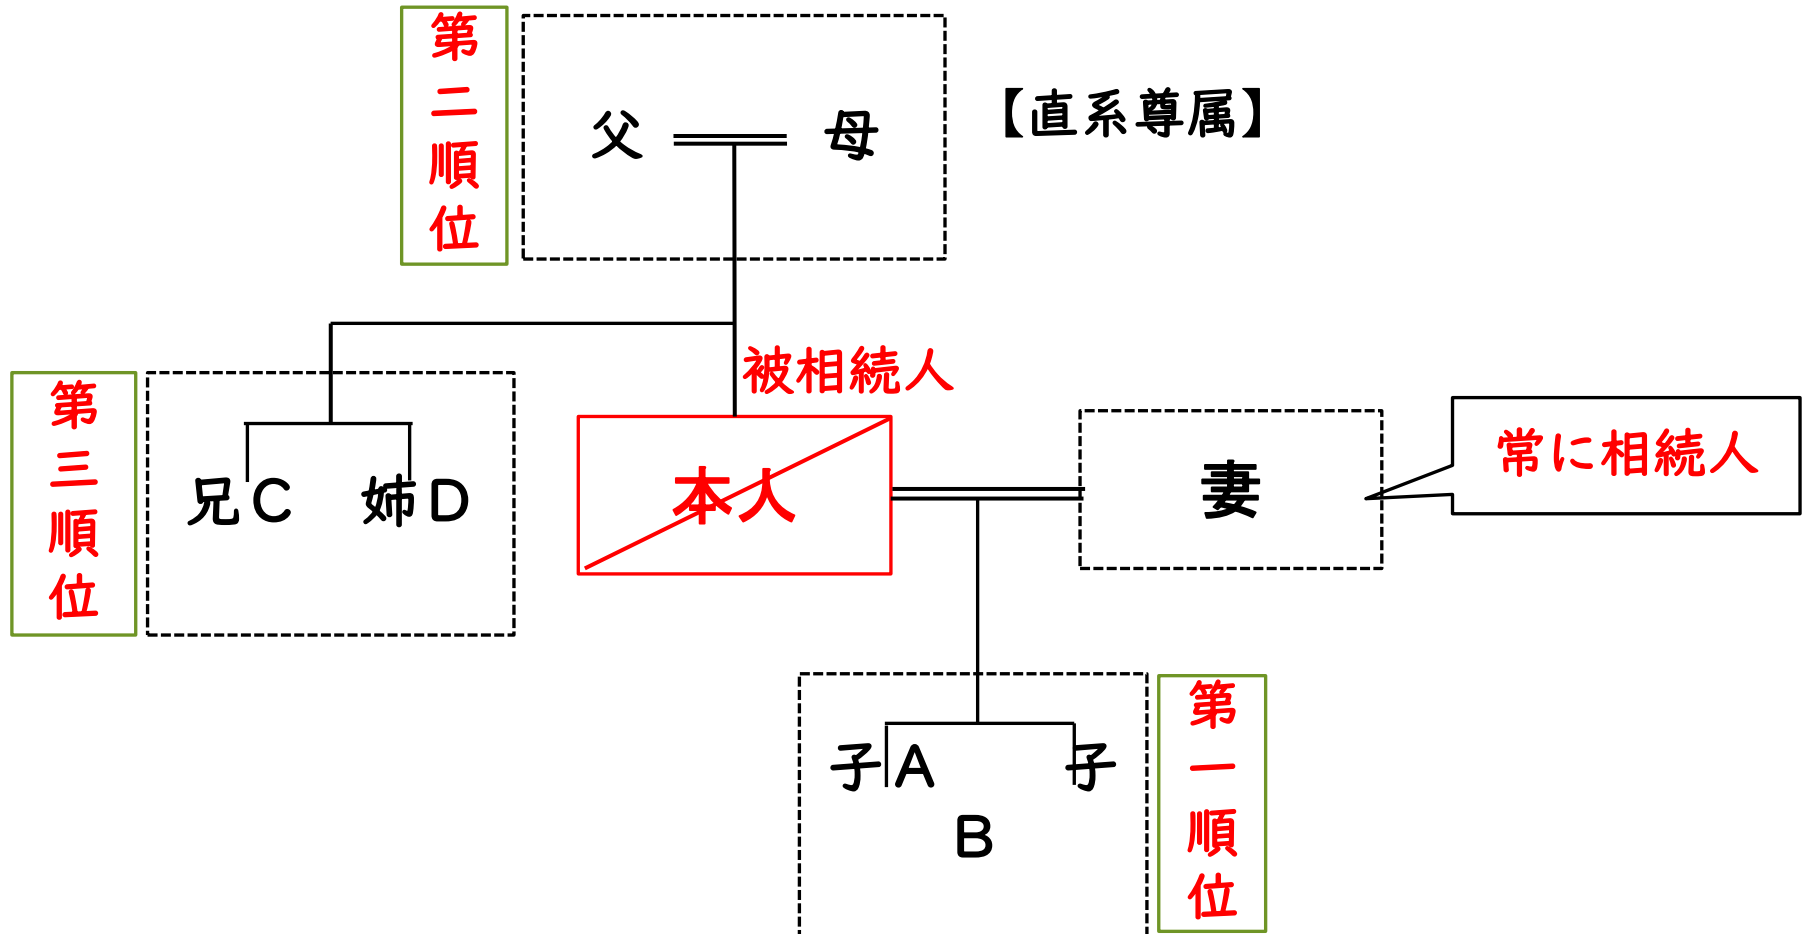 第二順位
父 母
【直系尊属】
被相続人
第三順位
兄C 姉D
本人
妻
常に相続人
子A 子
B
第一順位